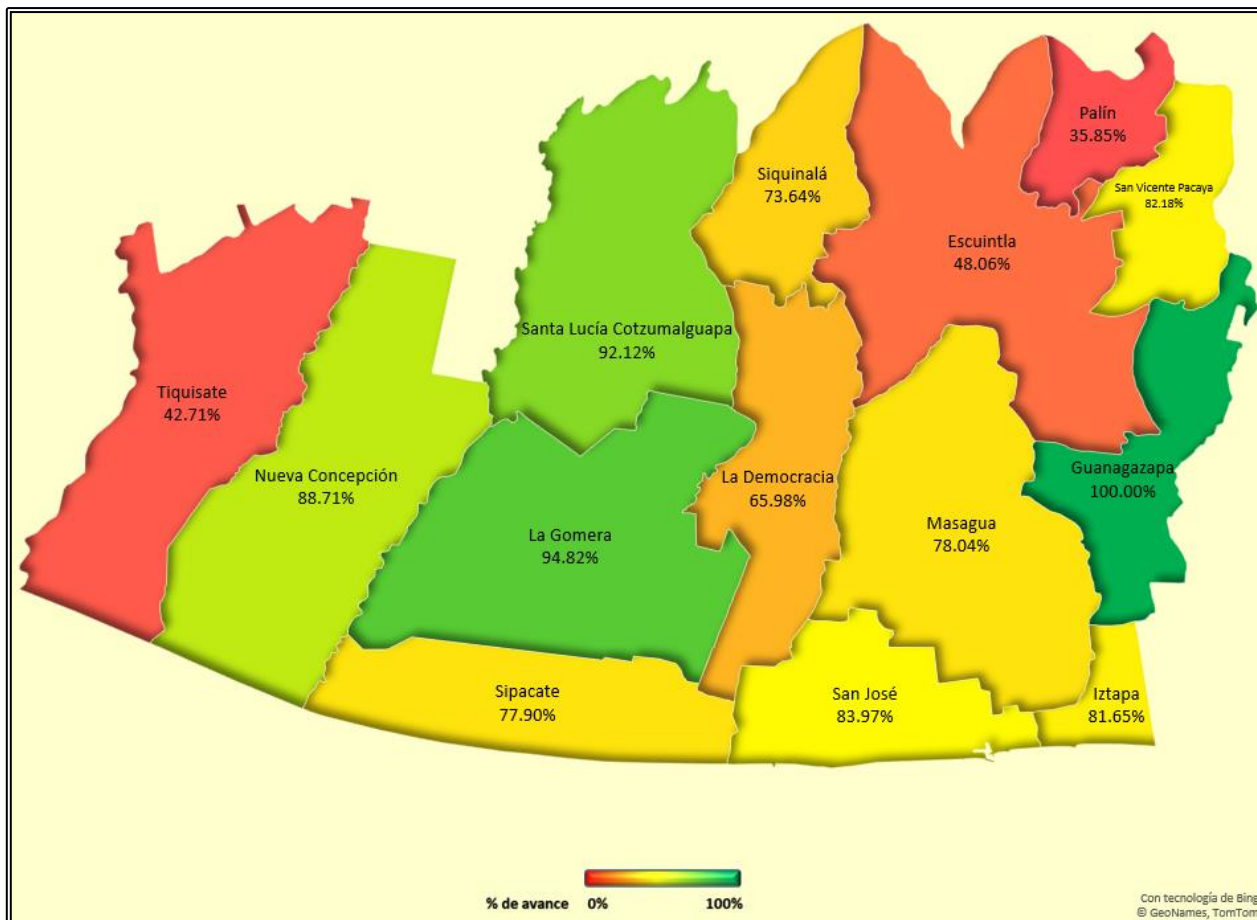 Palín
35.85%
Siquinalá
73.64%
San Vicente Pacaya
82.18%
Escuintla
48.06%
Santa Lucía Cotzumalguapa
92.12%
Tiquisate
42.71%
Nueva Concepción
88.71%
La Democracia
65.98%
Guanagazapa
100.00%
Masagua
78.04%
La Gomera
94.82%
Sipacate
77.90%
San José
83.97%
Iztapa
81.65%
% de avance 0% 100%
Con tecnología de Bing
© GeoNames, TomTom